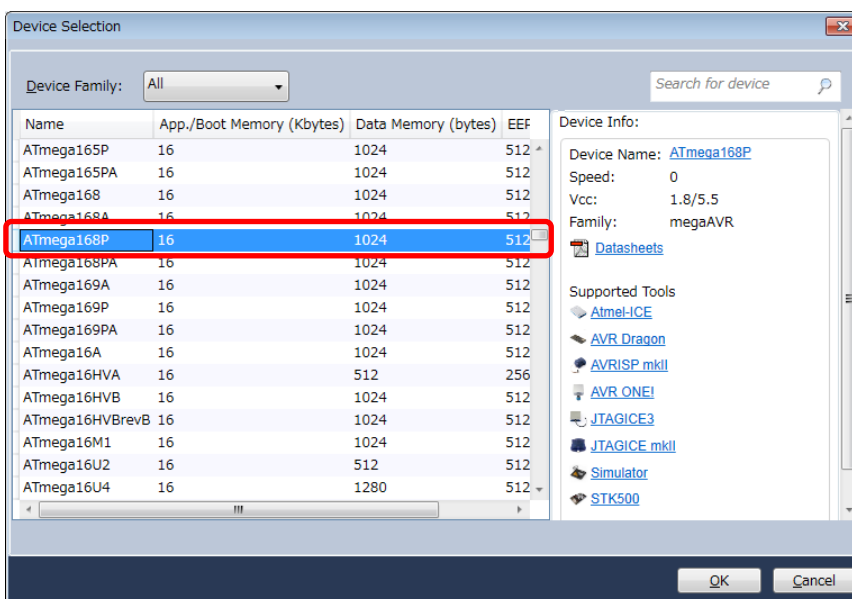 Device Selection
Device Family: All
Search for device
Name App./Boot Memory (Kbytes) Data Memory (bytes) EEP
ATmega165P 16 1024 512
ATmega165PA 16 1024 512
ATmega168 16 1024 512
ATmega168A 16 1024 512
ATmega168P 16 1024 512
ATmega168PA 16 1024 512
ATmega169A 16 1024 512
ATmega169P 16 1024 512
ATmega169PA 16 1024 512
ATmega16A 16 1024 512
ATmega16HVA 16 512 256
ATmega16HVB 16 1024 512
ATmega16HVBrevB 16 1024 512
ATmega16M1 16 1024 512
ATmega16U2 16 512 512
ATmega16U4 16 1280 512
Device Info:
Device Name: ATmega168P
Speed: 0
Vcc: 1.8/5.5
Family: megaAVR
Datasheets
Supported Tools
Atmel-ICE
AVR Dragon
AVRISP mkII
AVR ONE!
JTAGICE3
JTAGICE mkII
Simulator
STK500
OK Cancel